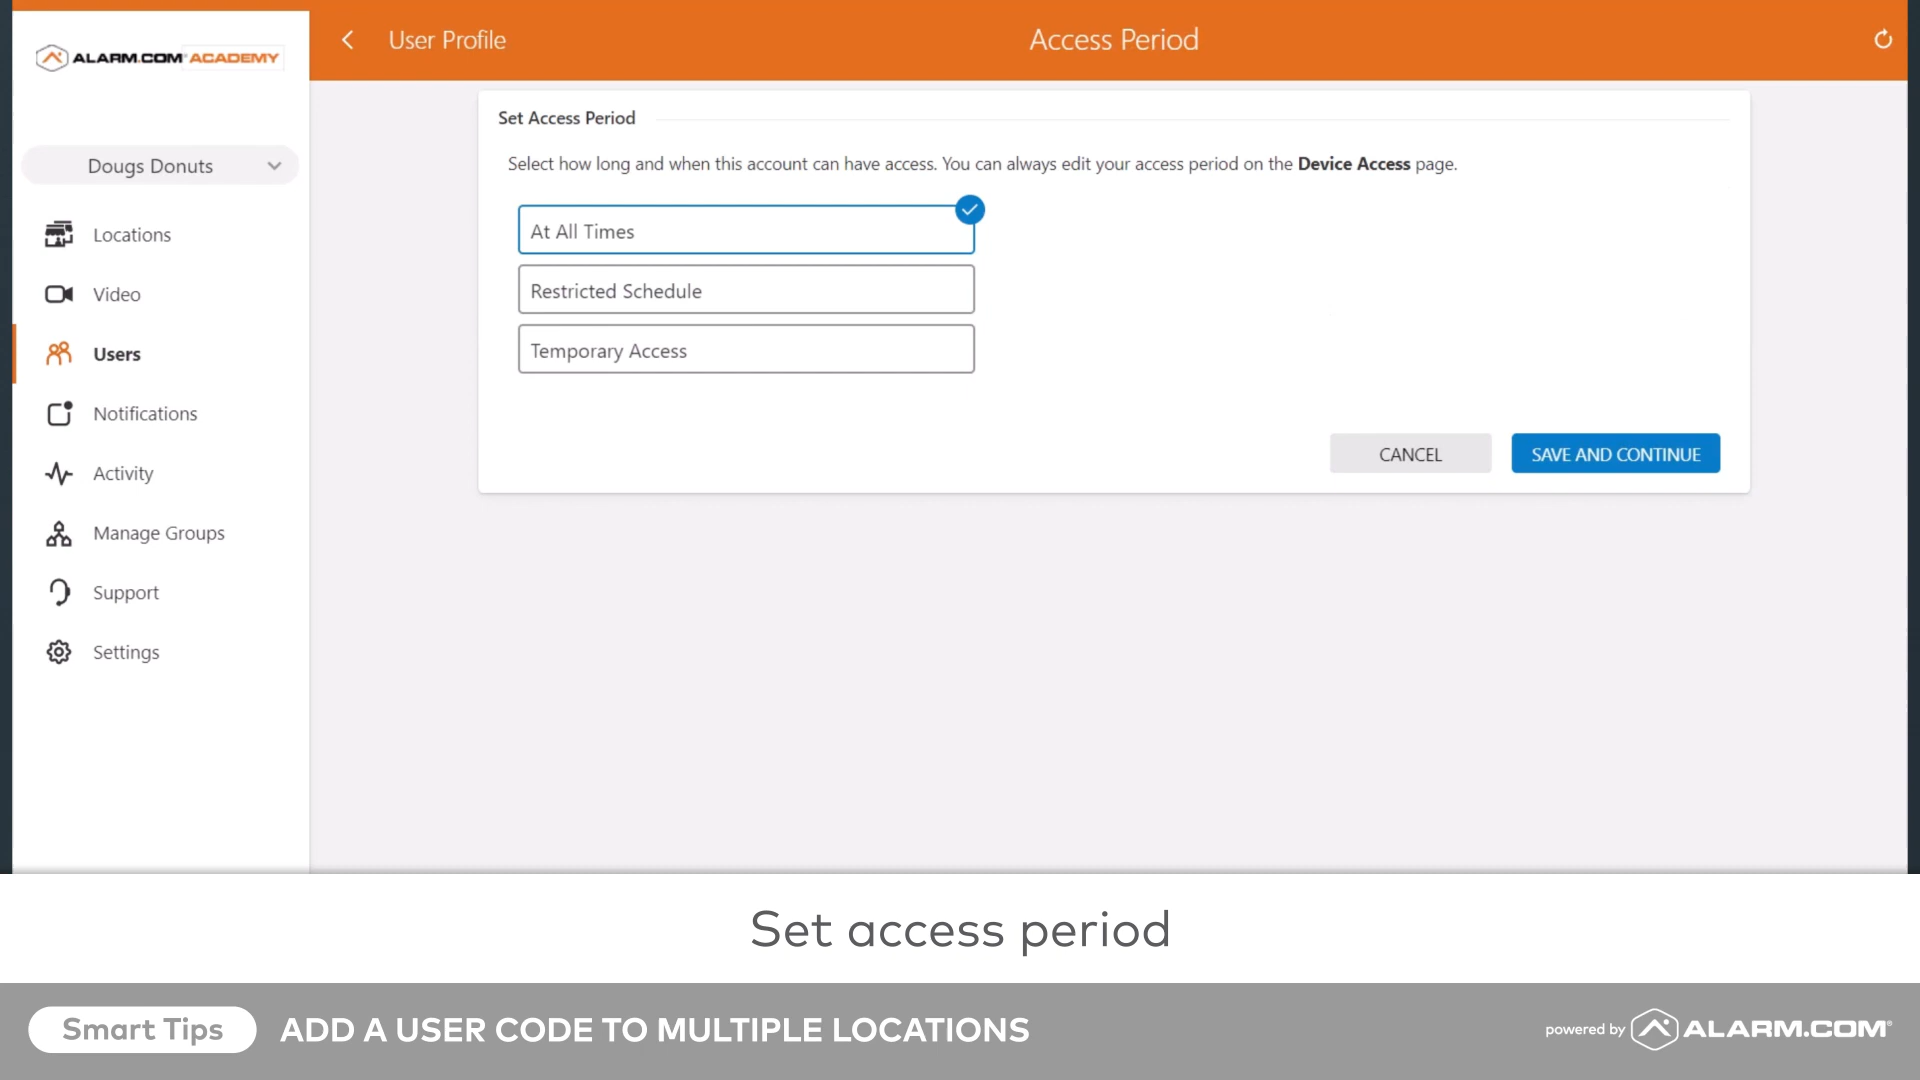 ALARM.COM® ACADEMY
User Profile
Access Period
Dougs Donuts
Locations
Video
Users
Notifications
Activity
Manage Groups
Support
Settings
Set Access Period
Select how long and when this account can have access. You can always edit your access period on the Device Access page.
At All Times
Restricted Schedule
Temporary Access
CANCEL
SAVE AND CONTINUE
Set access period
Smart Tips
ADD A USER CODE TO MULTIPLE LOCATIONS
powered by ALARM.COM®